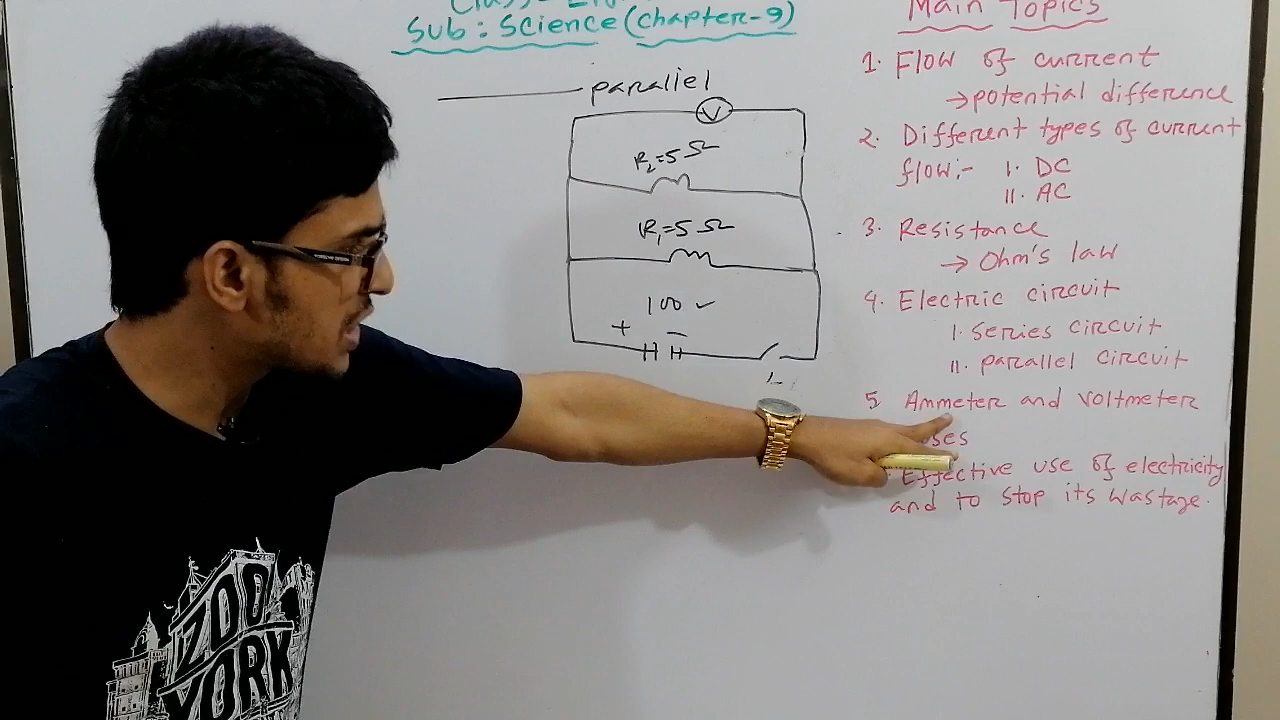 Sub : Science (chapter-9)
parallel
V
R₂=5 Ω
R₁=5 Ω
100
+
−
Main Topics
1. Flow of current
→ potential difference
2. Different types of current
flow:- I. DC
II. AC
3. Resistance
→ Ohm's law
4. Electric circuit
I. series circuit
II. parallel circuit
5 Ammeter and voltmeter
Effective use of electricity
and to stop its wastage.
ZOO
YORK